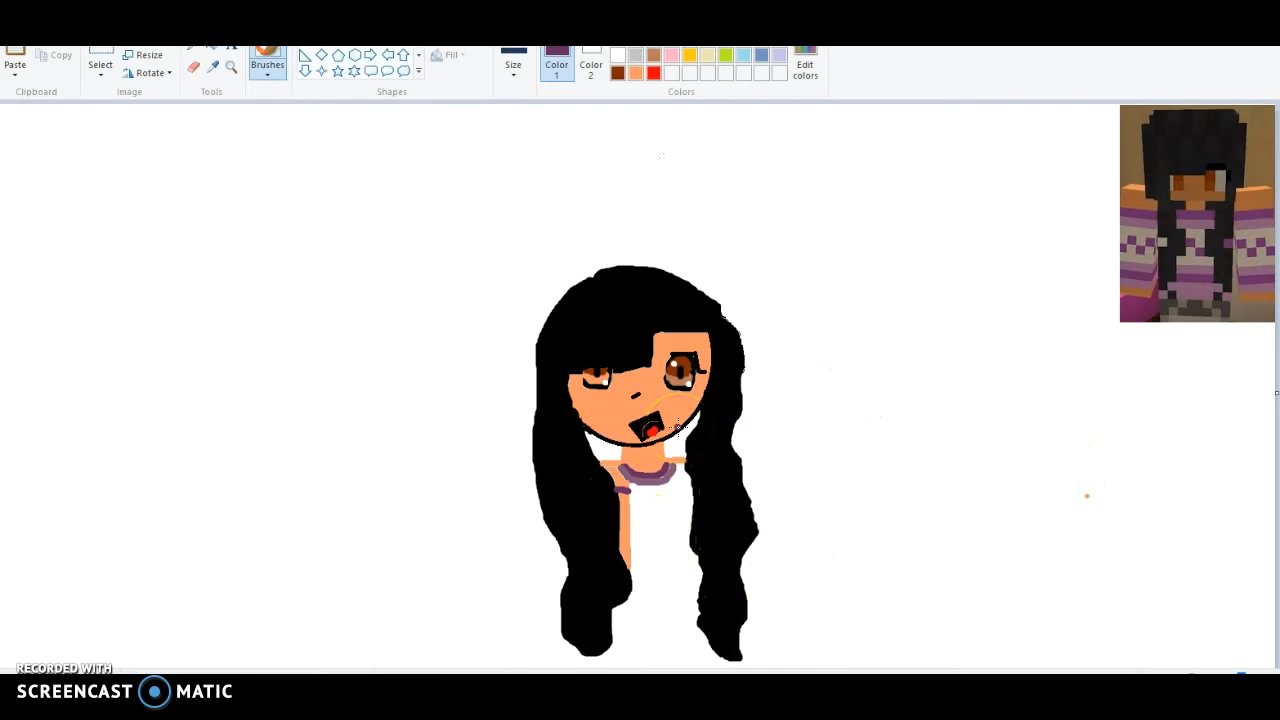 Paste
Copy
Select
Resize
Rotate
Brushes
Fill
Size
Color 1
Color 2
Edit colors
Clipboard
Image
Tools
Shapes
Colors
RECORDED WITH
SCREENCAST MATIC